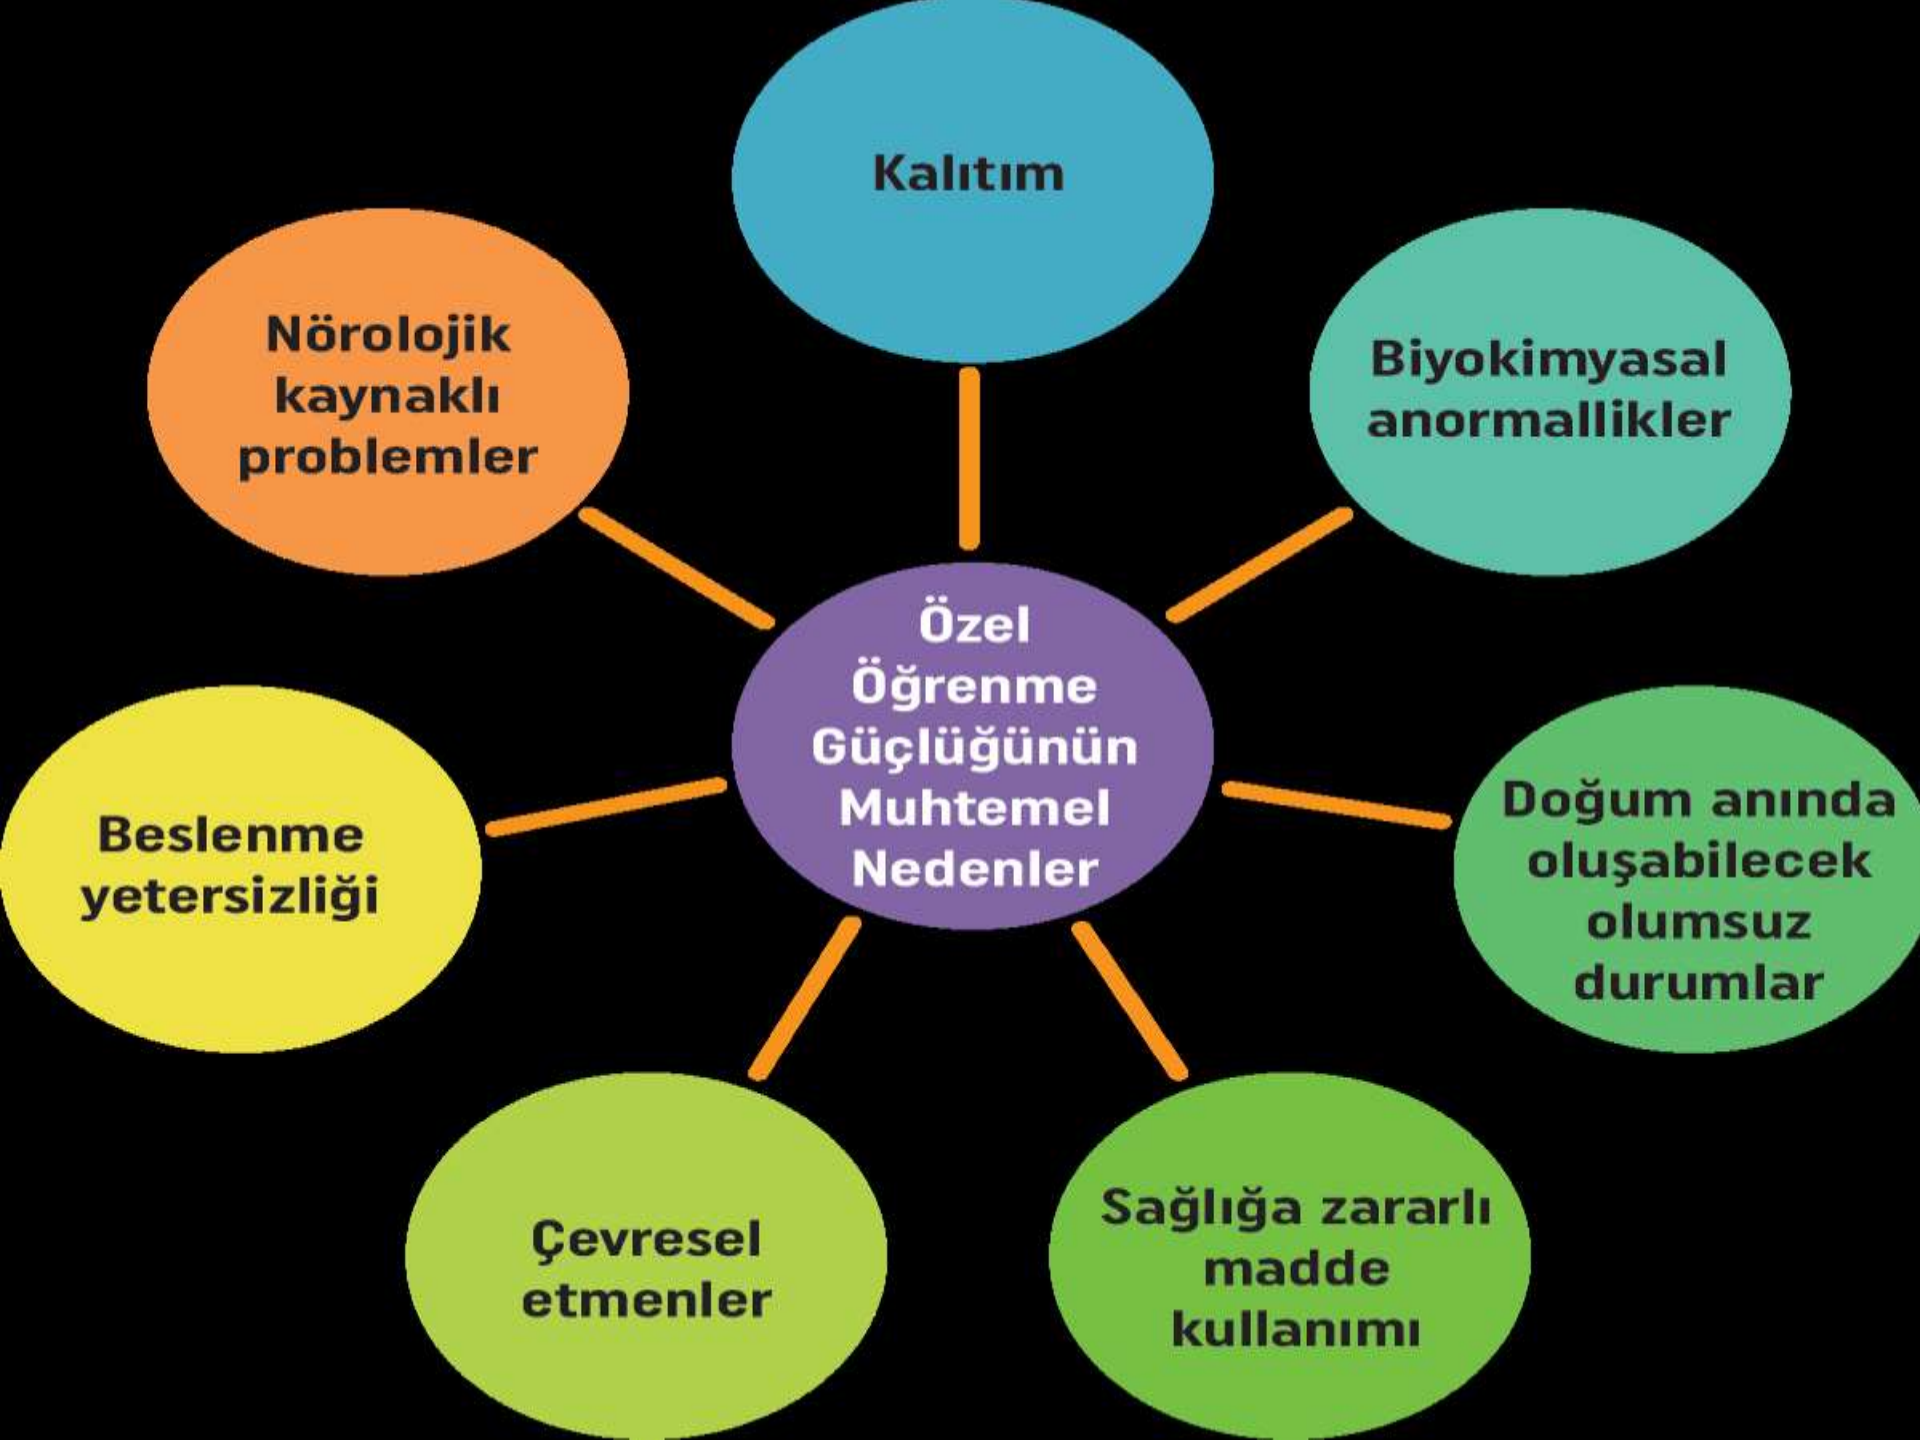 Kalıtım
Nörolojik
kaynaklı
problemler
Biyokimyasal
anormallikler
Özel
Öğrenme
Güçlüğünün
Muhtemel
Nedenler
Beslenme
yetersizliği
Doğum anında
oluşabilecek
olumsuz
durumlar
Çevresel
etmenler
Sağlığa zararlı
madde
kullanımı